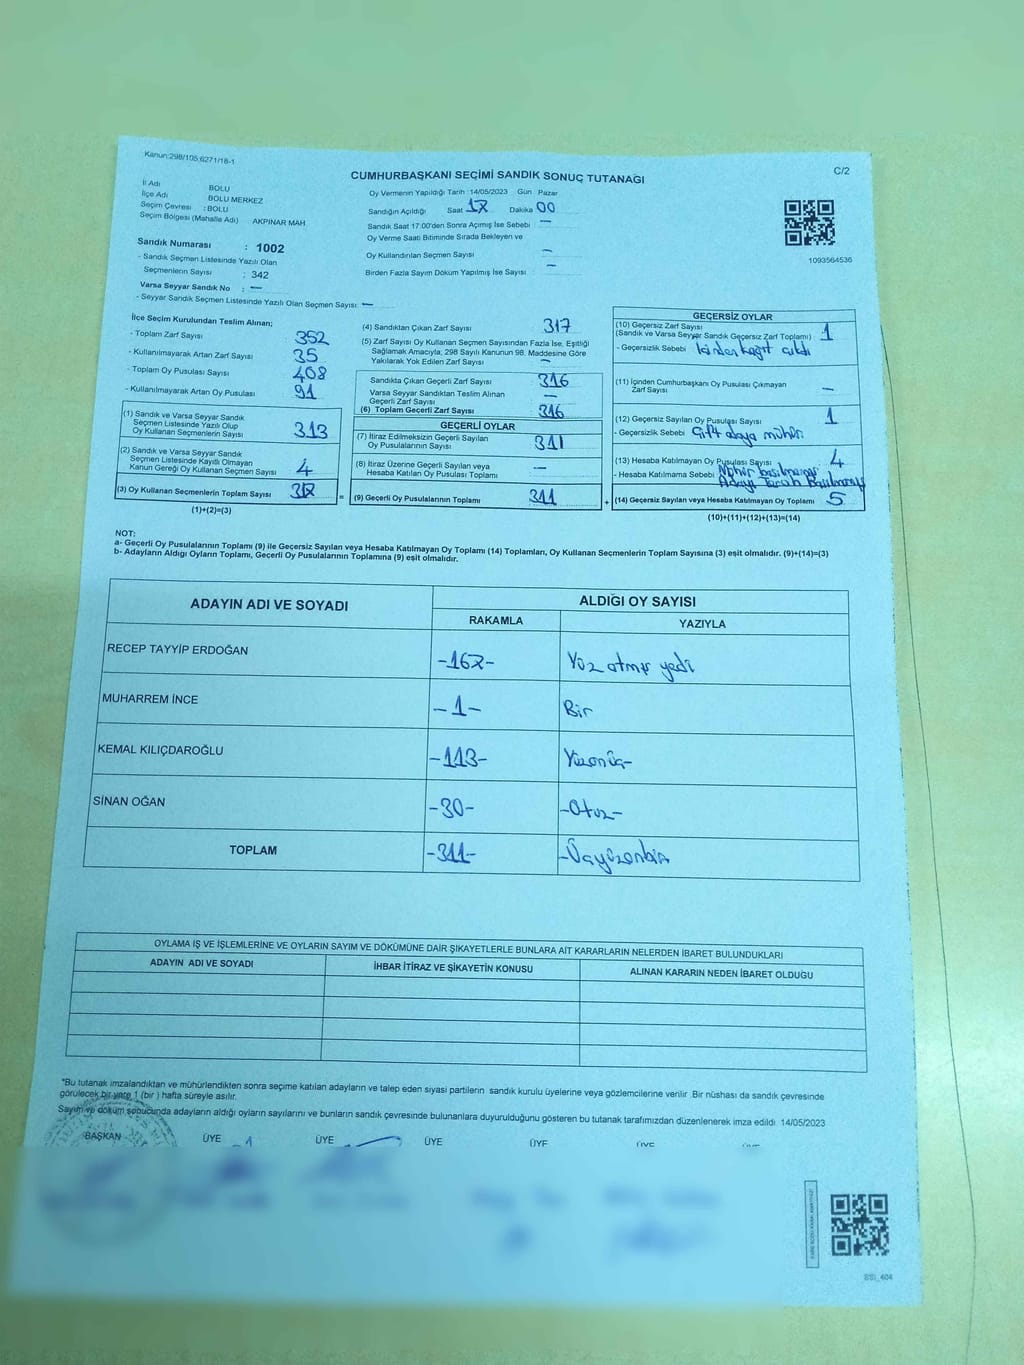 Kanun:298/105,6271/18-1
C/2
CUMHURBAŞKANI SEÇİMİ SANDIK SONUÇ TUTANAĞI
İl Adı BOLU
İlçe Adı BOLU MERKEZ
Seçim Çevresi : BOLU
Seçim Bölgesi (Mahalle Adı) AKPINAR MAH
Sandık Numarası : 1002
- Sandık Seçmen Listesinde Yazılı Olan
Seçmenlerin Sayısı : 342
Varsa Seyyar Sandık No : —
- Seyyar Sandık Seçmen Listesinde Yazılı Olan Seçmen Sayısı: —
Oy Vermenin Yapıldığı Tarih :14/05/2023 Gün Pazar
Sandığın Açıldığı Saat 17 Dakika 00
Sandık Saat 17:00'den Sonra Açımış İse Sebebi —
Oy Verme Saati Bitiminde Sırada Bekleyen ve
Oy Kullandırılan Seçmen Sayısı —
Birden Fazla Sayım Döküm Yapılmış İse Sayısı —
1093564536
İlçe Seçim Kurulundan Teslim Alınan;
- Toplam Zarf Sayısı 352
- Kullanılmayarak Artan Zarf Sayısı 35
- Toplam Oy Pusulası Sayısı 408
- Kullanılmayarak Artan Oy Pusulası 91
(1) Sandık ve Varsa Seyyar Sandık
Seçmen Listesinde Yazılı Olup
Oy Kullanan Seçmenlerin Sayısı 313
(2) Sandık ve Varsa Seyyar Sandık
Seçmen Listesinde Kayıtlı Olmayan
Kanun Gereği Oy Kullanan Seçmen Sayısı 4
(3) Oy Kullanan Seçmenlerin Toplam Sayısı 317
(1)+(2)=(3)
(4) Sandıktan Çıkan Zarf Sayısı 317
(5) Zarf Sayısı Oy Kullanan Seçmen Sayısından Fazla İse, Eşitliği
Sağlamak Amacıyla; 298 Sayılı Kanunun 98. Maddesine Göre
Yakılarak Yok Edilen Zarf Sayısı —
Sandıkta Çıkan Geçerli Zarf Sayısı 316
Varsa Seyyar Sandıktan Teslim Alınan
Geçerli Zarf Sayısı —
(6) Toplam Geçerli Zarf Sayısı 316
GEÇERLİ OYLAR
(7) İtiraz Edilmeksizin Geçerli Sayılan
Oy Pusulalarının Sayısı 311
(8) İtiraz Üzerine Geçerli Sayılan veya
Hesaba Katılan Oy Pusulası Toplamı —
= (9) Geçerli Oy Pusulalarının Toplamı 311
GEÇERSİZ OYLAR
(10) Geçersiz Zarf Sayısı
(Sandık ve Varsa Seyyar Sandık Geçersiz Zarf Toplamı) 1
- Geçersizlik Sebebi İçinden kağıt çıktı
(11) İçinden Cumhurbaşkanı Oy Pusulası Çıkmayan
Zarf Sayısı —
(12) Geçersiz Sayılan Oy Pusulası Sayısı 1
- Geçersizlik Sebebi Çift adaya mühür
(13) Hesaba Katılmayan Oy Pusulası Sayısı 4
- Hesaba Katılmama Sebebi Mühür basılmamış
+ (14) Geçersiz Sayılan veya Hesaba Katılmayan Oy Toplamı 5
(10)+(11)+(12)+(13)=(14)
NOT:
a- Geçerli Oy Pusulalarının Toplamı (9) ile Geçersiz Sayılan veya Hesaba Katılmayan Oy Toplamı (14) Toplamları, Oy Kullanan Seçmenlerin Toplam Sayısına (3) eşit olmalıdır. (9)+(14)=(3)
b- Adayların Aldığı Oyların Toplamı, Geçerli Oy Pusulalarının Toplamına (9) eşit olmalıdır.
ADAYIN ADI VE SOYADI ALDIĞI OY SAYISI
RAKAMLA YAZIYLA
RECEP TAYYİP ERDOĞAN -167- Yüz atmış yedi
MUHARREM İNCE -1- Bir
KEMAL KILIÇDAROĞLU -113- Yüzonüç-
SİNAN OĞAN -30- -Otuz-
TOPLAM -311- -Üçyüzonbir
OYLAMA İŞ VE İŞLEMLERİNE VE OYLARIN SAYIM VE DÖKÜMÜNE DAİR ŞİKAYETLERLE BUNLARA AİT KARARLARIN NELERDEN İBARET BULUNDUKLARI
ADAYIN ADI VE SOYADI İHBAR İTİRAZ VE ŞİKAYETİN KONUSU ALINAN KARARIN NEDEN İBARET OLDUĞU
*Bu tutanak imzalandıktan ve mühürlendikten sonra seçime katılan adayların ve talep eden siyasi partilerin sandık kurulu üyelerine veya gözlemcilerine verilir .Bir nüshası da sandık çevresinde
görülecek bir yere 1 (bir ) hafta süreyle asılır.
Sayım ve döküm sonucunda adayların aldığı oyların sayılarını ve bunların sandık çevresinde bulunanlara duyurulduğunu gösteren bu tutanak tarafımızdan düzenlenerek imza edildi. 14/05/2023
BAŞKAN ÜYE ÜYE ÜYE ÜYE ÜYE
SSI_404